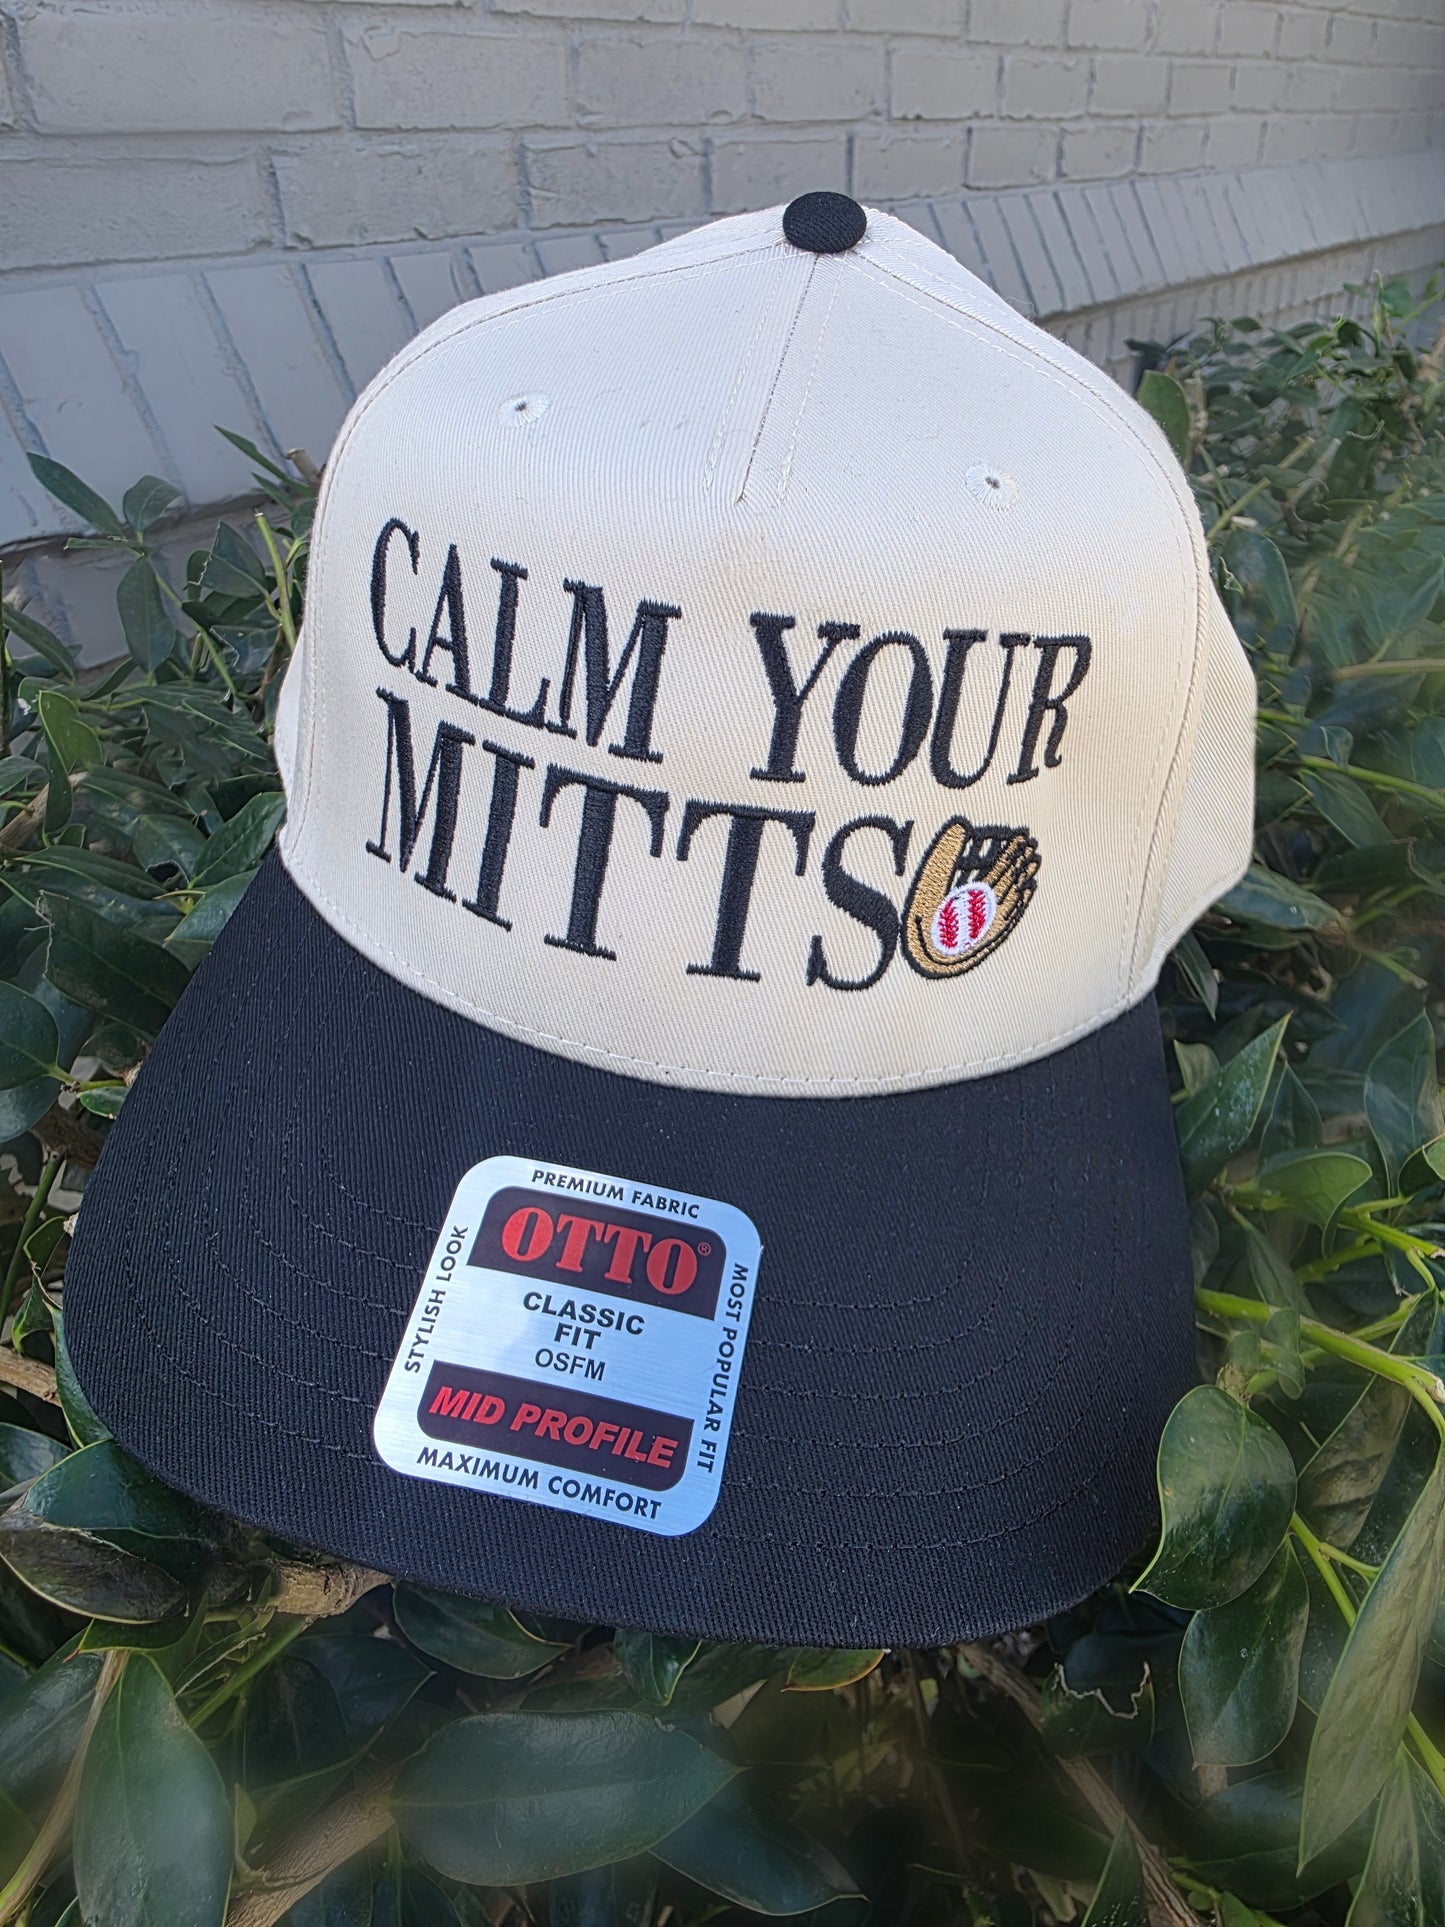 CALM YOUR
MITTS
PREMIUM FABRIC
OTTO®
CLASSIC
FIT
OSFM
MID PROFILE
MAXIMUM COMFORT
STYLISH LOOK
MOST POPULAR FIT